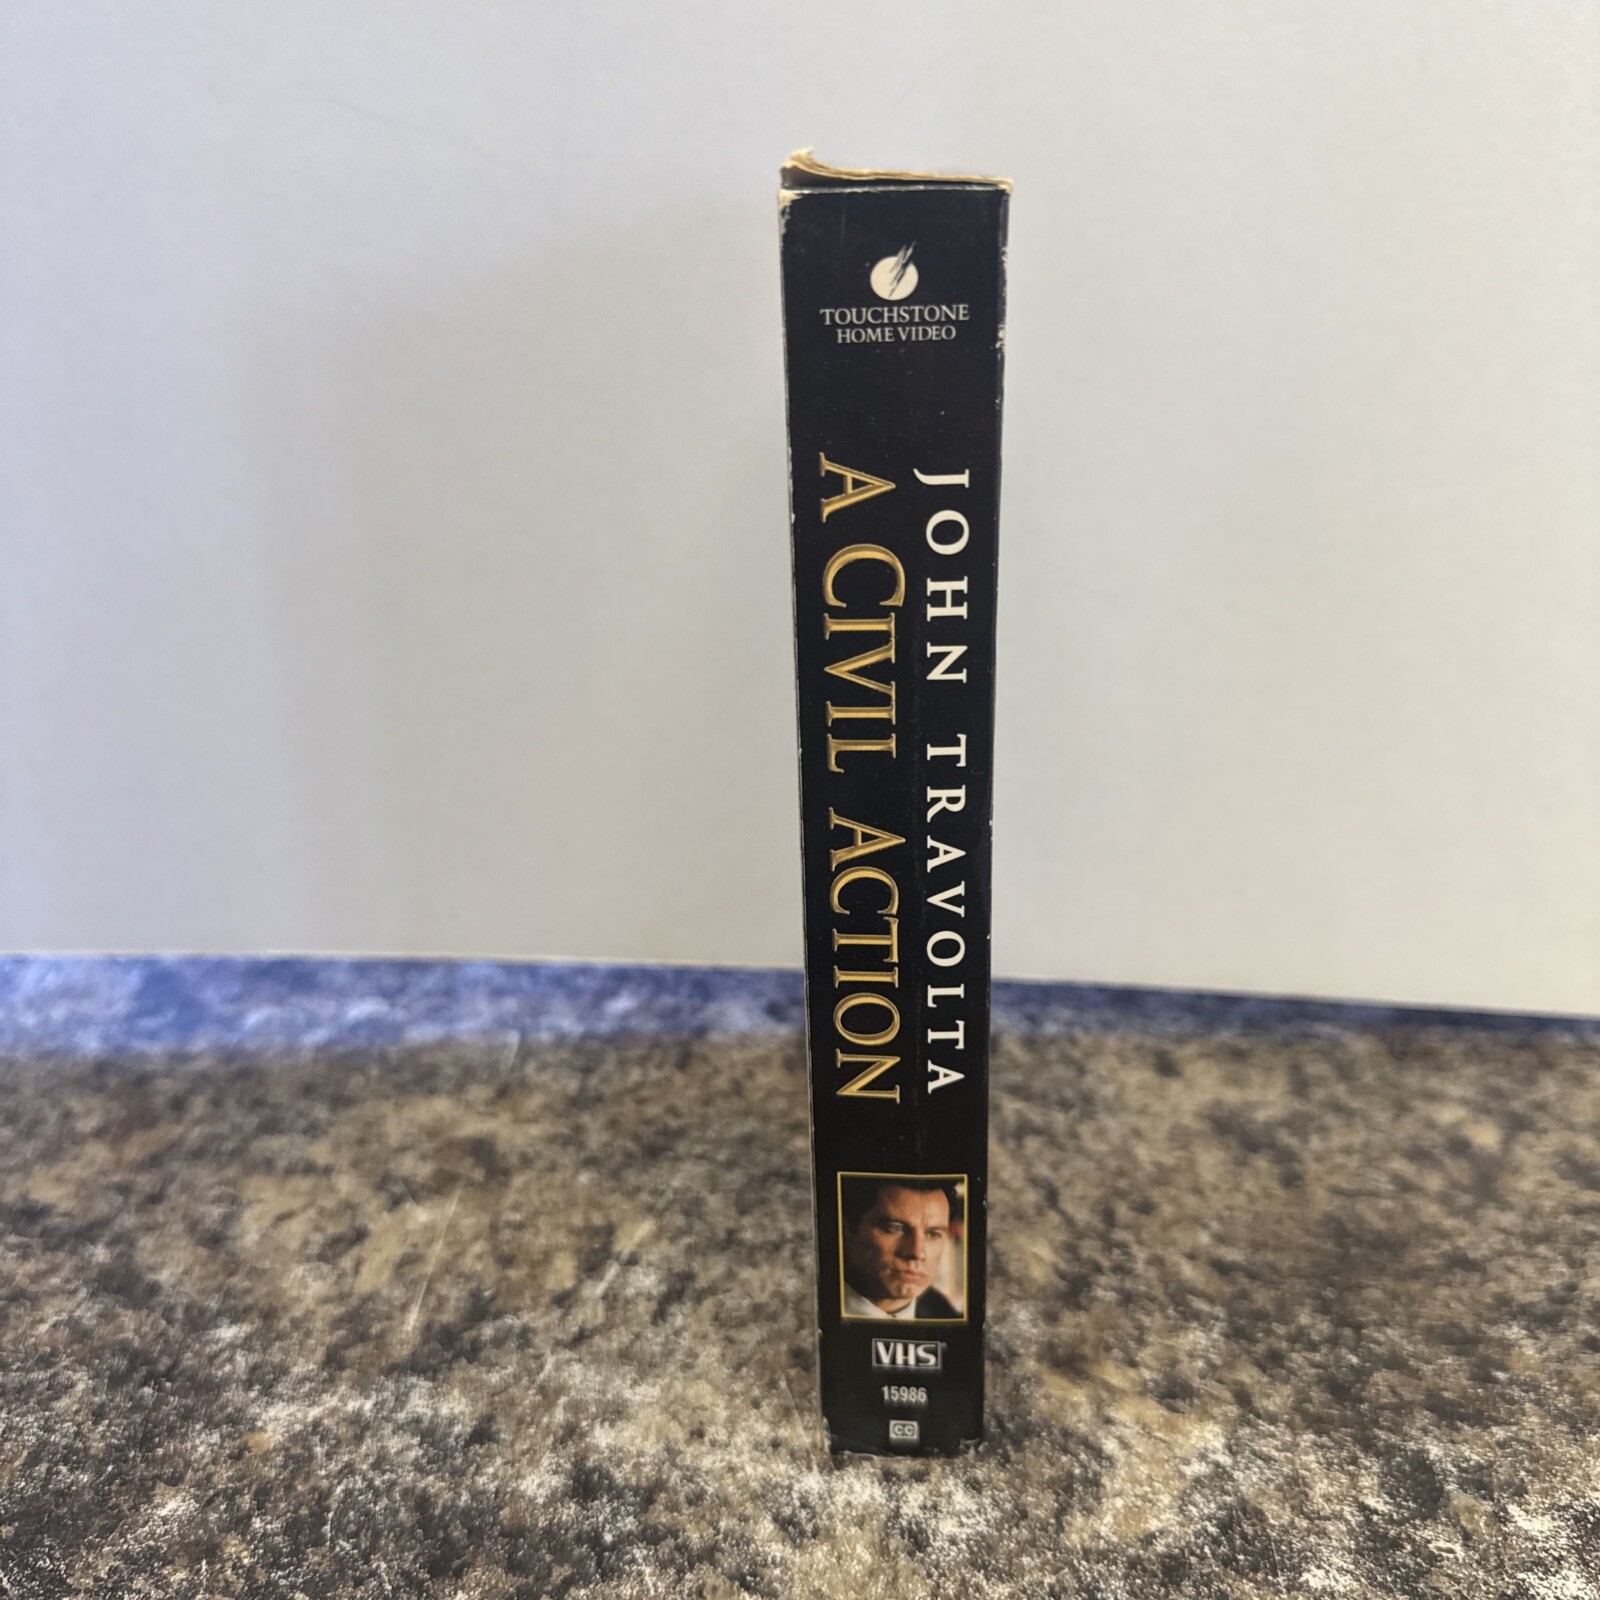 TOUCHSTONE
HOME VIDEO
JOHN TRAVOLTA
A CIVIL ACTION
VHS
15986
CC